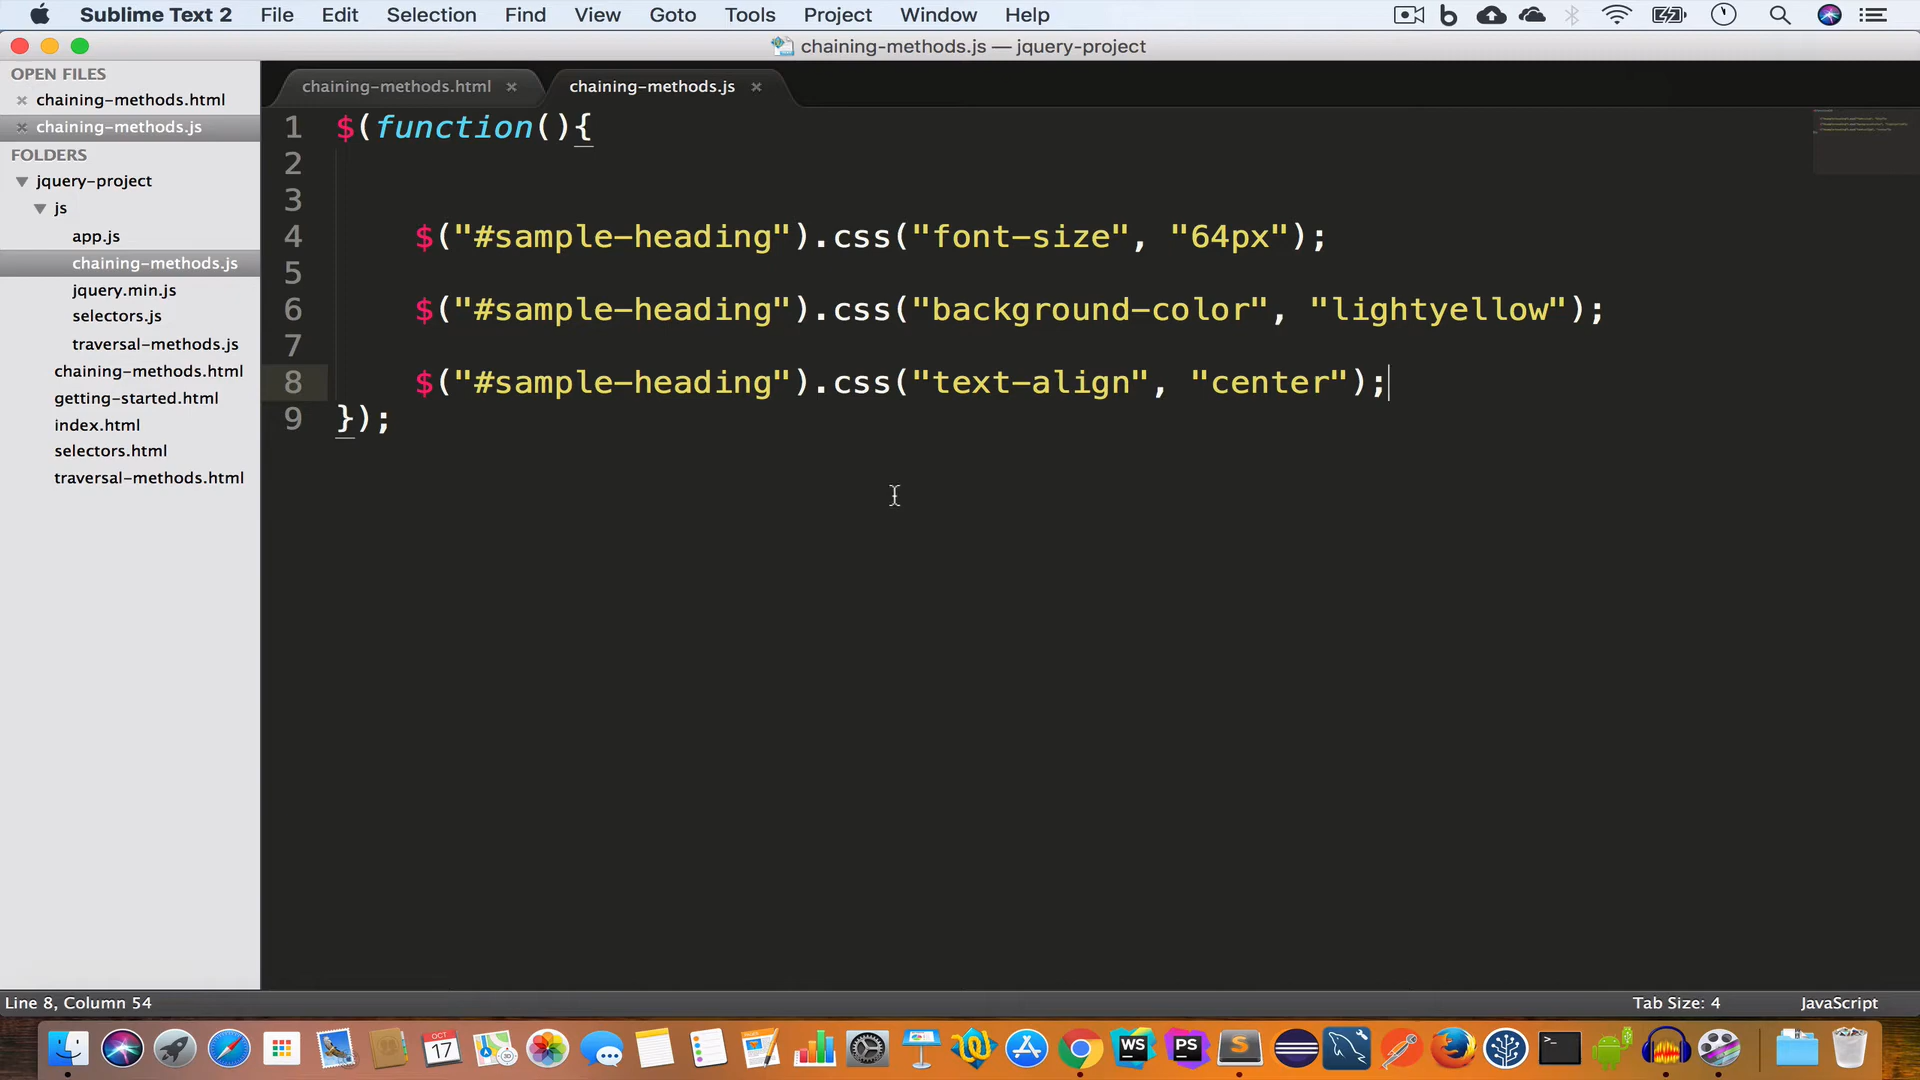 Sublime Text 2 File Edit Selection Find View Goto Tools Project Window Help
chaining-methods.js — jquery-project
OPEN FILES
chaining-methods.html
chaining-methods.js
FOLDERS
jquery-project
js
app.js
chaining-methods.js
jquery.min.js
selectors.js
traversal-methods.js
chaining-methods.html
getting-started.html
index.html
selectors.html
traversal-methods.html
chaining-methods.html chaining-methods.js
1 $(function(){
2
3
4 $("#sample-heading").css("font-size", "64px");
5
6 $("#sample-heading").css("background-color", "lightyellow");
7
8 $("#sample-heading").css("text-align", "center");
9 });
Line 8, Column 54 Tab Size: 4 JavaScript
OCT
17
3D
WS
PS
S